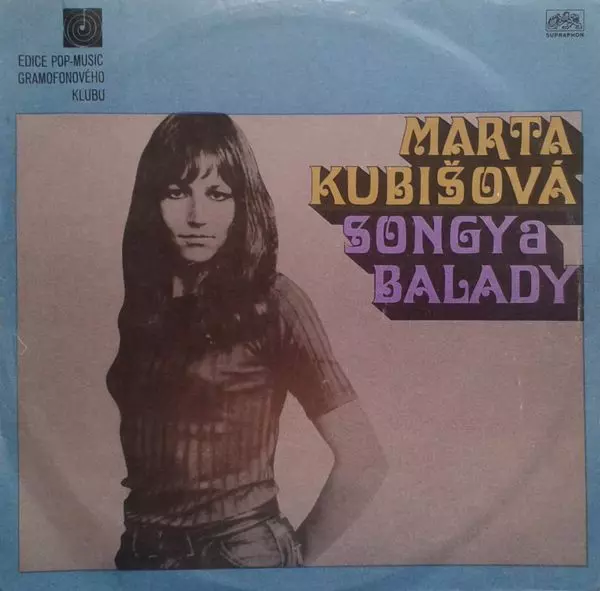 EDICE POP-MUSIC
GRAMOFONOVÉHO
KLUBU
SUPRAPHON
MARTA
KUBIŠOVÁ
SONGY a
BALADY